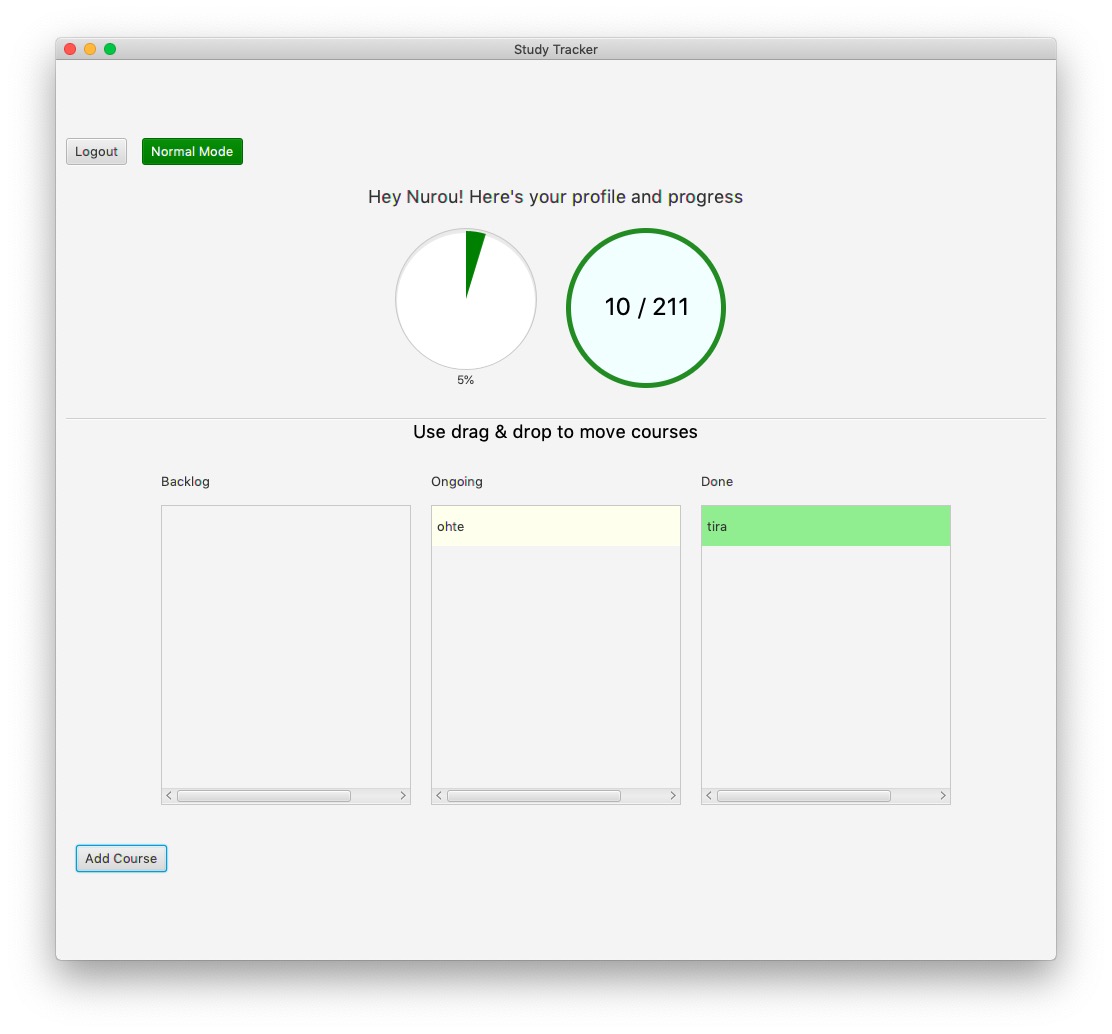 Study Tracker
Logout
Normal Mode
Hey Nurou! Here's your profile and progress
10 / 211
5%
Use drag & drop to move courses
Backlog
Ongoing
Done
ohte
tira
Add Course